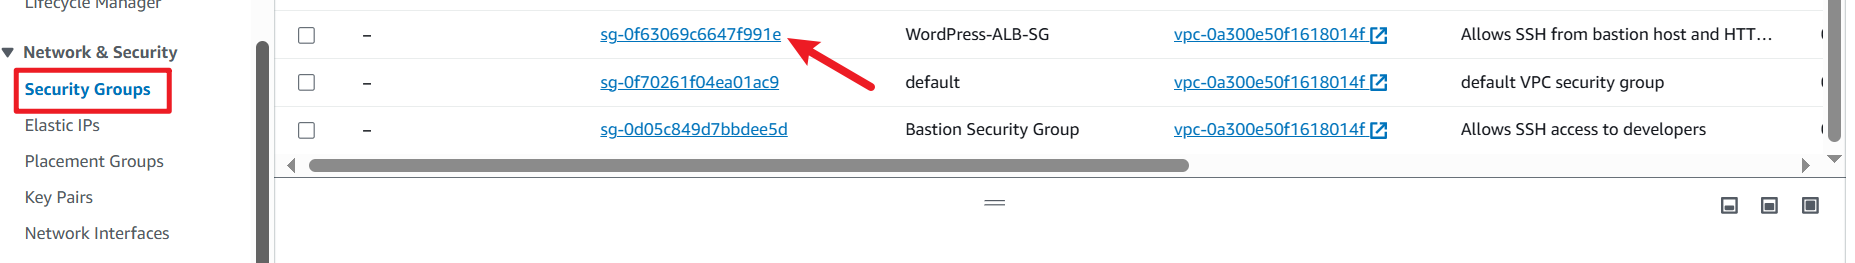 Lifecycle Manager
Network & Security
Security Groups
Elastic IPs
Placement Groups
Key Pairs
Network Interfaces
– sg-0f63069c6647f991e WordPress-ALB-SG vpc-0a300e50f1618014f Allows SSH from bastion host and HTT...
– sg-0f70261f04ea01ac9 default vpc-0a300e50f1618014f default VPC security group
– sg-0d05c849d7bbdee5d Bastion Security Group vpc-0a300e50f1618014f Allows SSH access to developers